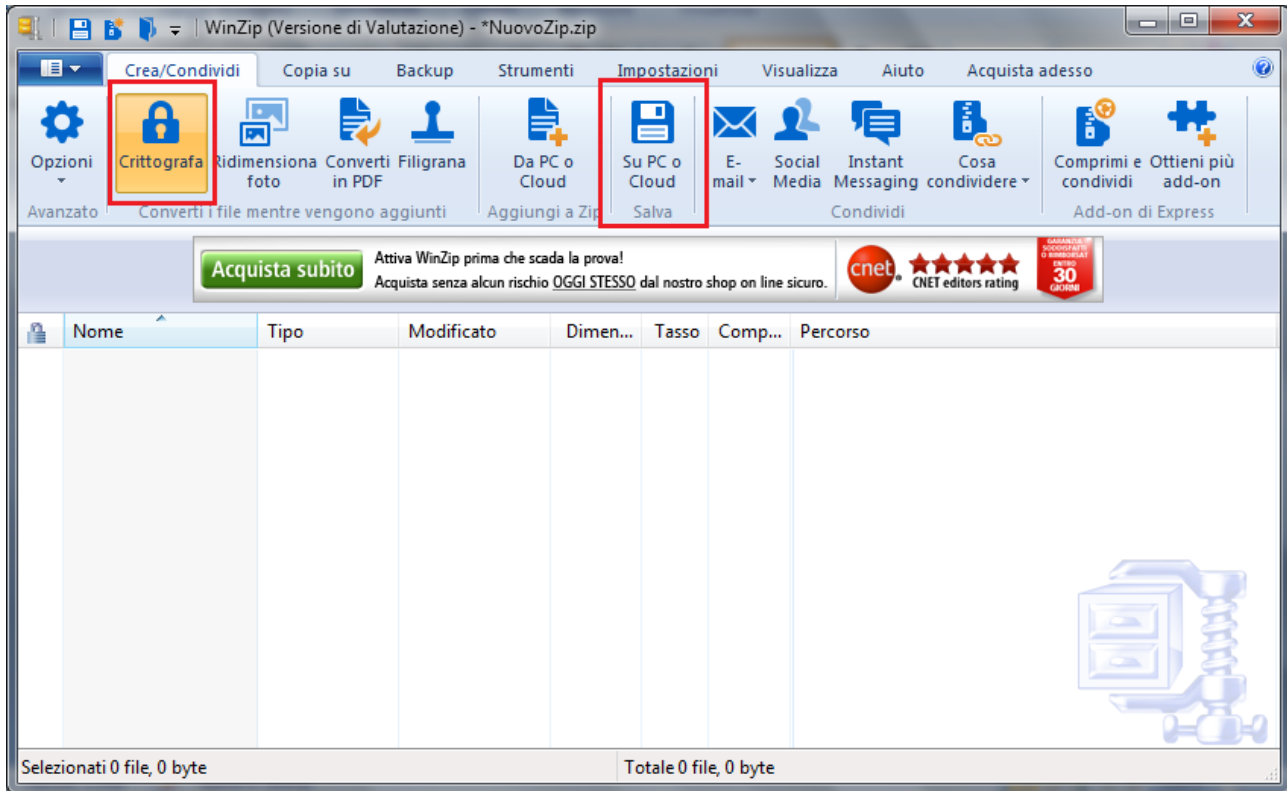 WinZip (Versione di Valutazione) - *NuovoZip.zip
Crea/Condividi Copia su Backup Strumenti Impostazioni Visualizza Aiuto Acquista adesso
Opzioni Crittografa Ridimensiona foto Converti in PDF Filigrana Da PC o Cloud Su PC o Cloud E-mail Social Media Instant Messaging Cosa condividere Comprimi e condividi Ottieni più add-on
Avanzato Converti i file mentre vengono aggiunti Aggiungi a Zip Salva Condividi Add-on di Express
Acquista subito
Attiva WinZip prima che scada la prova!
Acquista senza alcun rischio OGGI STESSO dal nostro shop on line sicuro.
cnet
CNET editors rating
GARANZIA
SODDISFATTI
O RIMBORSATI
ENTRO
30
GIORNI
Nome Tipo Modificato Dimen... Tasso Comp... Percorso
Selezionati 0 file, 0 byte Totale 0 file, 0 byte